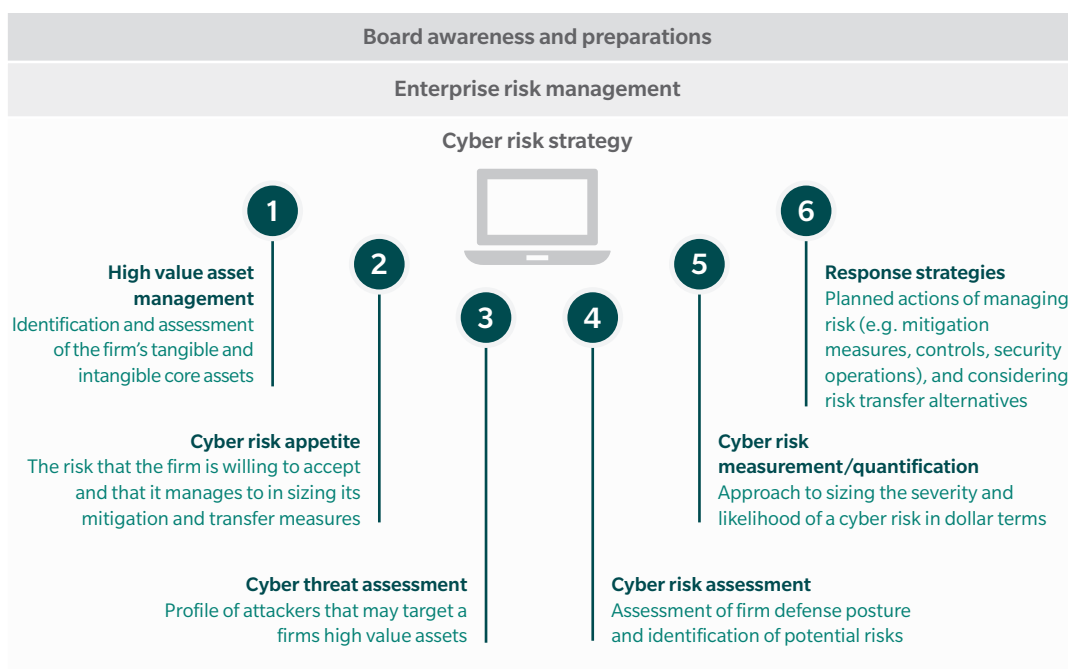 Board awareness and preparations
Enterprise risk management
Cyber risk strategy
1
High value asset
management
Identification and assessment
of the firm's tangible and
intangible core assets
2
Cyber risk appetite
The risk that the firm is willing to accept
and that it manages to in sizing its
mitigation and transfer measures
3
Cyber threat assessment
Profile of attackers that may target a
firms high value assets
4
Cyber risk assessment
Assessment of firm defense posture
and identification of potential risks
5
Cyber risk
measurement/quantification
Approach to sizing the severity and
likelihood of a cyber risk in dollar terms
6
Response strategies
Planned actions of managing
risk (e.g. mitigation
measures, controls, security
operations), and considering
risk transfer alternatives